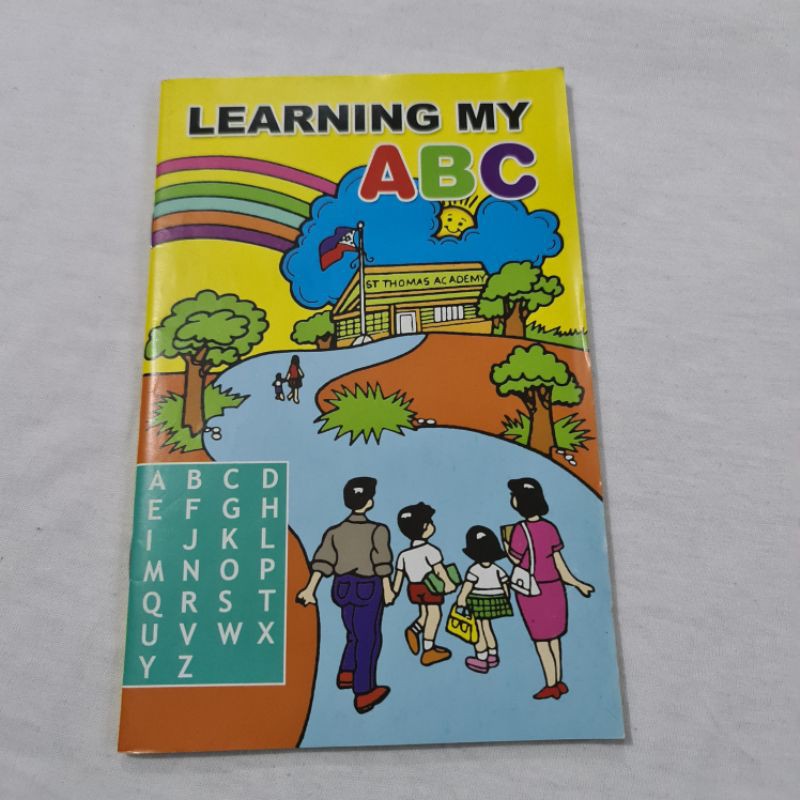 LEARNING MY
ABC
ST THOMAS ACADEMY
A B C D
E F G H
I J K L
M N O P
Q R S T
U V W X
Y Z